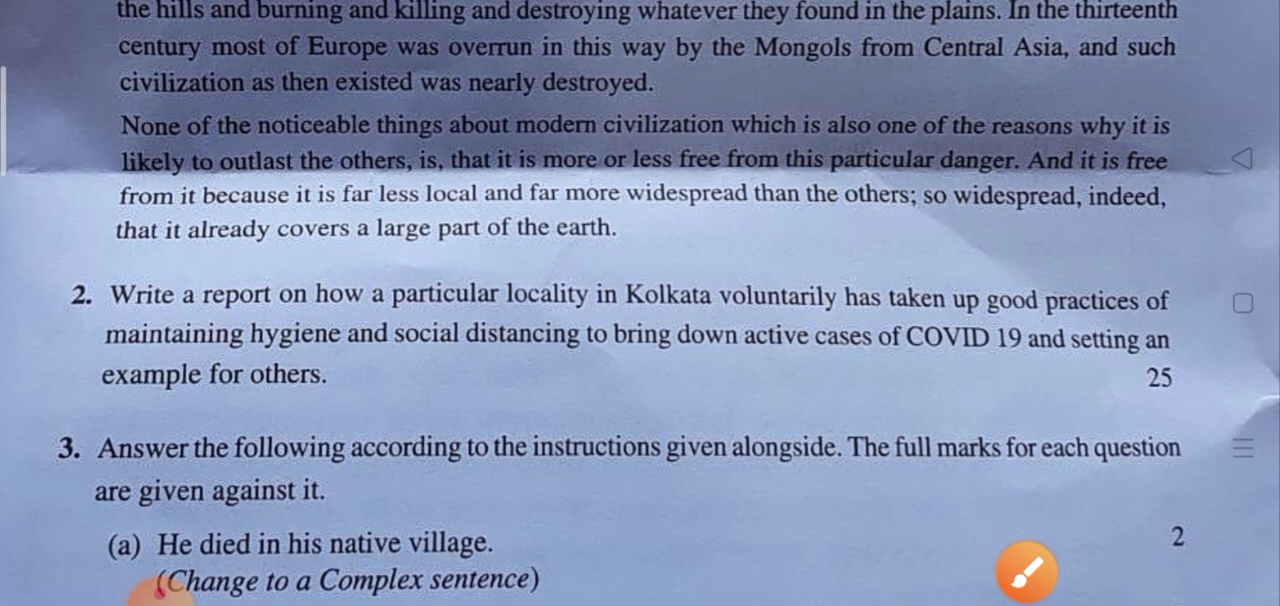 the hills and burning and killing and destroying whatever they found in the plains. In the thirteenth
century most of Europe was overrun in this way by the Mongols from Central Asia, and such
civilization as then existed was nearly destroyed.
None of the noticeable things about modern civilization which is also one of the reasons why it is
likely to outlast the others, is, that it is more or less free from this particular danger. And it is free
from it because it is far less local and far more widespread than the others; so widespread, indeed,
that it already covers a large part of the earth.
2. Write a report on how a particular locality in Kolkata voluntarily has taken up good practices of
maintaining hygiene and social distancing to bring down active cases of COVID 19 and setting an
example for others. 25
3. Answer the following according to the instructions given alongside. The full marks for each question
are given against it.
(a) He died in his native village. 2
(Change to a Complex sentence)